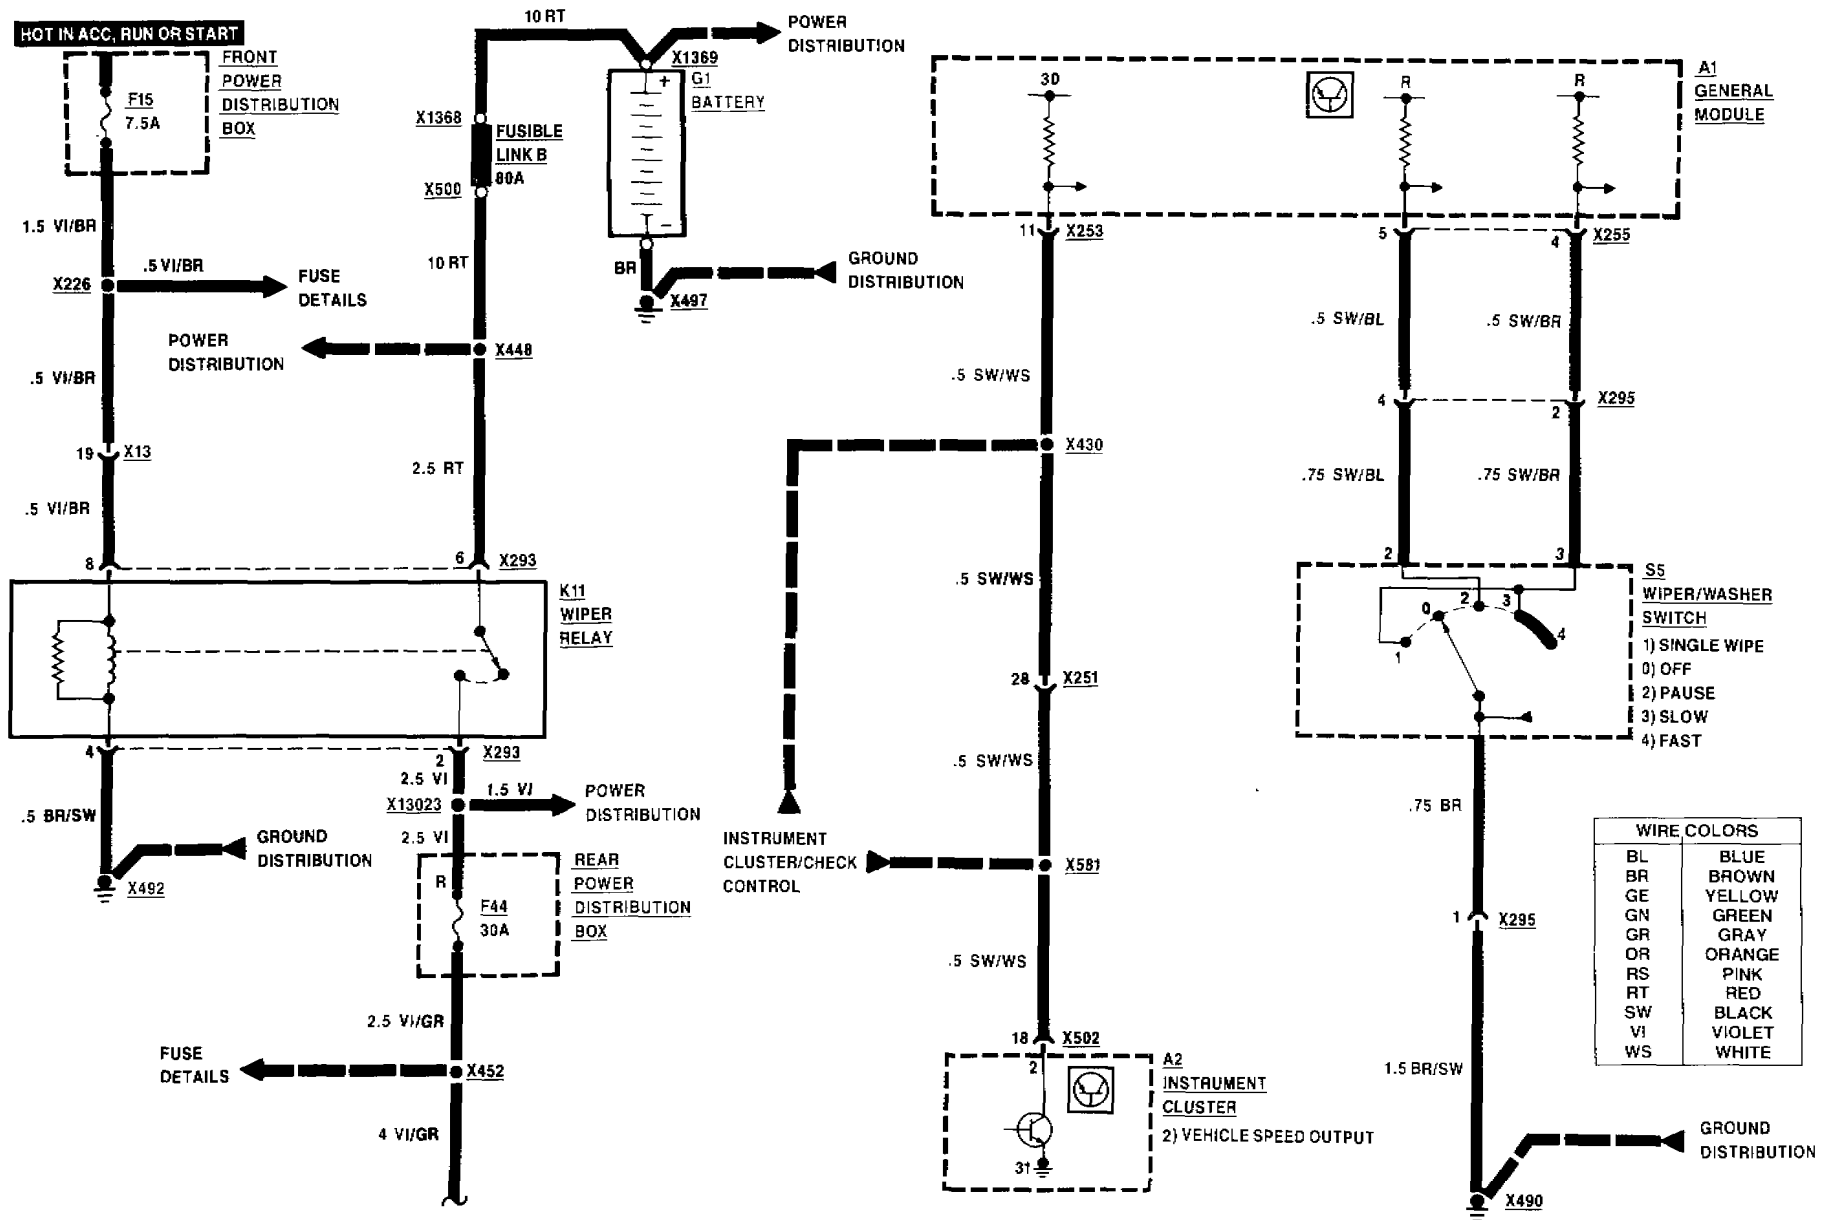 HOT IN ACC, RUN OR START
FRONT
POWER
DISTRIBUTION
BOX
F15
7.5A
1.5 VI/BR
X226
.5 VI/BR
FUSE
DETAILS
.5 VI/BR
19
X13
.5 VI/BR
8
10 RT
X1368
FUSIBLE
LINK B
80A
X500
10 RT
POWER
DISTRIBUTION
X448
2.5 RT
6
X293
POWER
DISTRIBUTION
X1369
G1
BATTERY
+
−
BR
X497
GROUND
DISTRIBUTION
K11
WIPER
RELAY
4
2
X293
.5 BR/SW
GROUND
DISTRIBUTION
X492
2.5 VI
X13023
1.5 VI
POWER
DISTRIBUTION
2.5 VI
R
F44
30A
REAR
POWER
DISTRIBUTION
BOX
2.5 VI/GR
FUSE
DETAILS
X452
4 VI/GR
A1
GENERAL
MODULE
30
R
R
11
X253
5
4
X255
.5 SW/WS
X430
.5 SW/WS
28
X251
.5 SW/WS
INSTRUMENT
CLUSTER/CHECK
CONTROL
X581
.5 SW/WS
18
X502
2
31
A2
INSTRUMENT
CLUSTER
2) VEHICLE SPEED OUTPUT
.5 SW/BL
.5 SW/BR
4
2
X295
.75 SW/BL
.75 SW/BR
2
3
0
2
3
4
1
S5
WIPER/WASHER
SWITCH
1) SINGLE WIPE
0) OFF
2) PAUSE
3) SLOW
4) FAST
.75 BR
1
X295
1.5 BR/SW
GROUND
DISTRIBUTION
X490
WIRE COLORS
BL BLUE
BR BROWN
GE YELLOW
GN GREEN
GR GRAY
OR ORANGE
RS PINK
RT RED
SW BLACK
VI VIOLET
WS WHITE